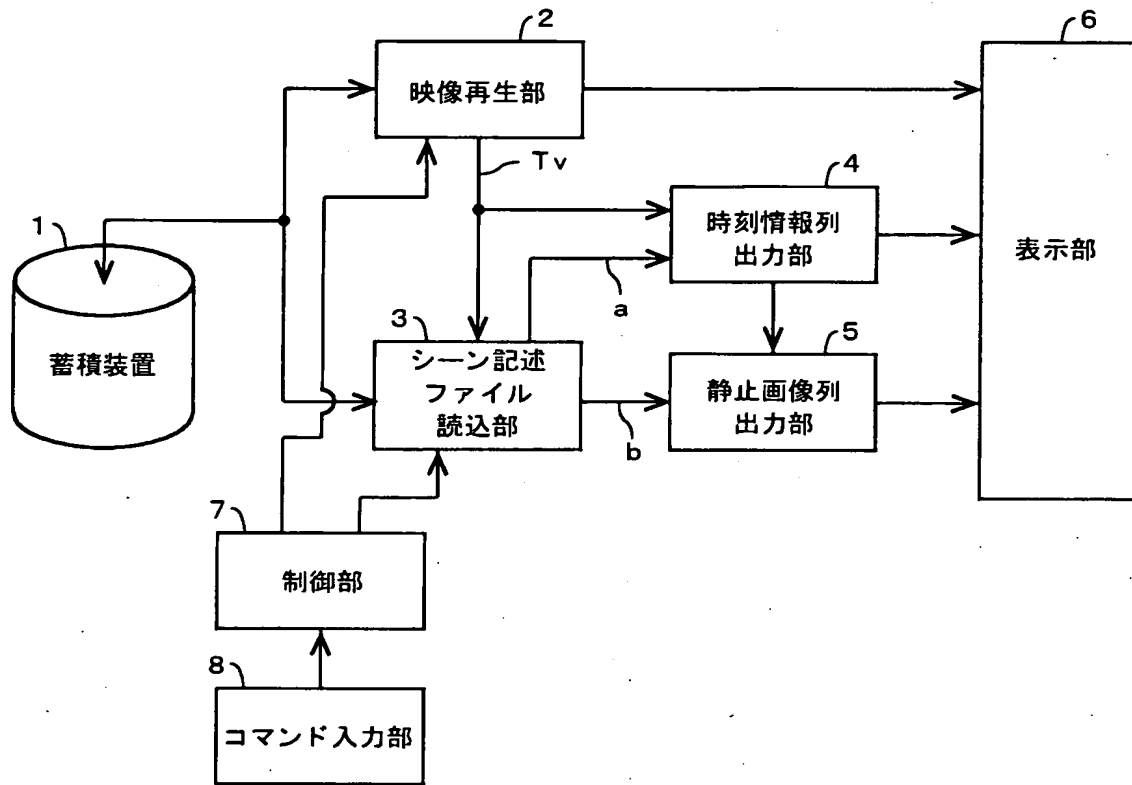 2
映像再生部
6
表示部
Tv
4
時刻情報列
出力部
1
蓄積装置
a
3
シーン記述
ファイル
読込部
b
5
静止画像列
出力部
7
制御部
8
コマンド入力部